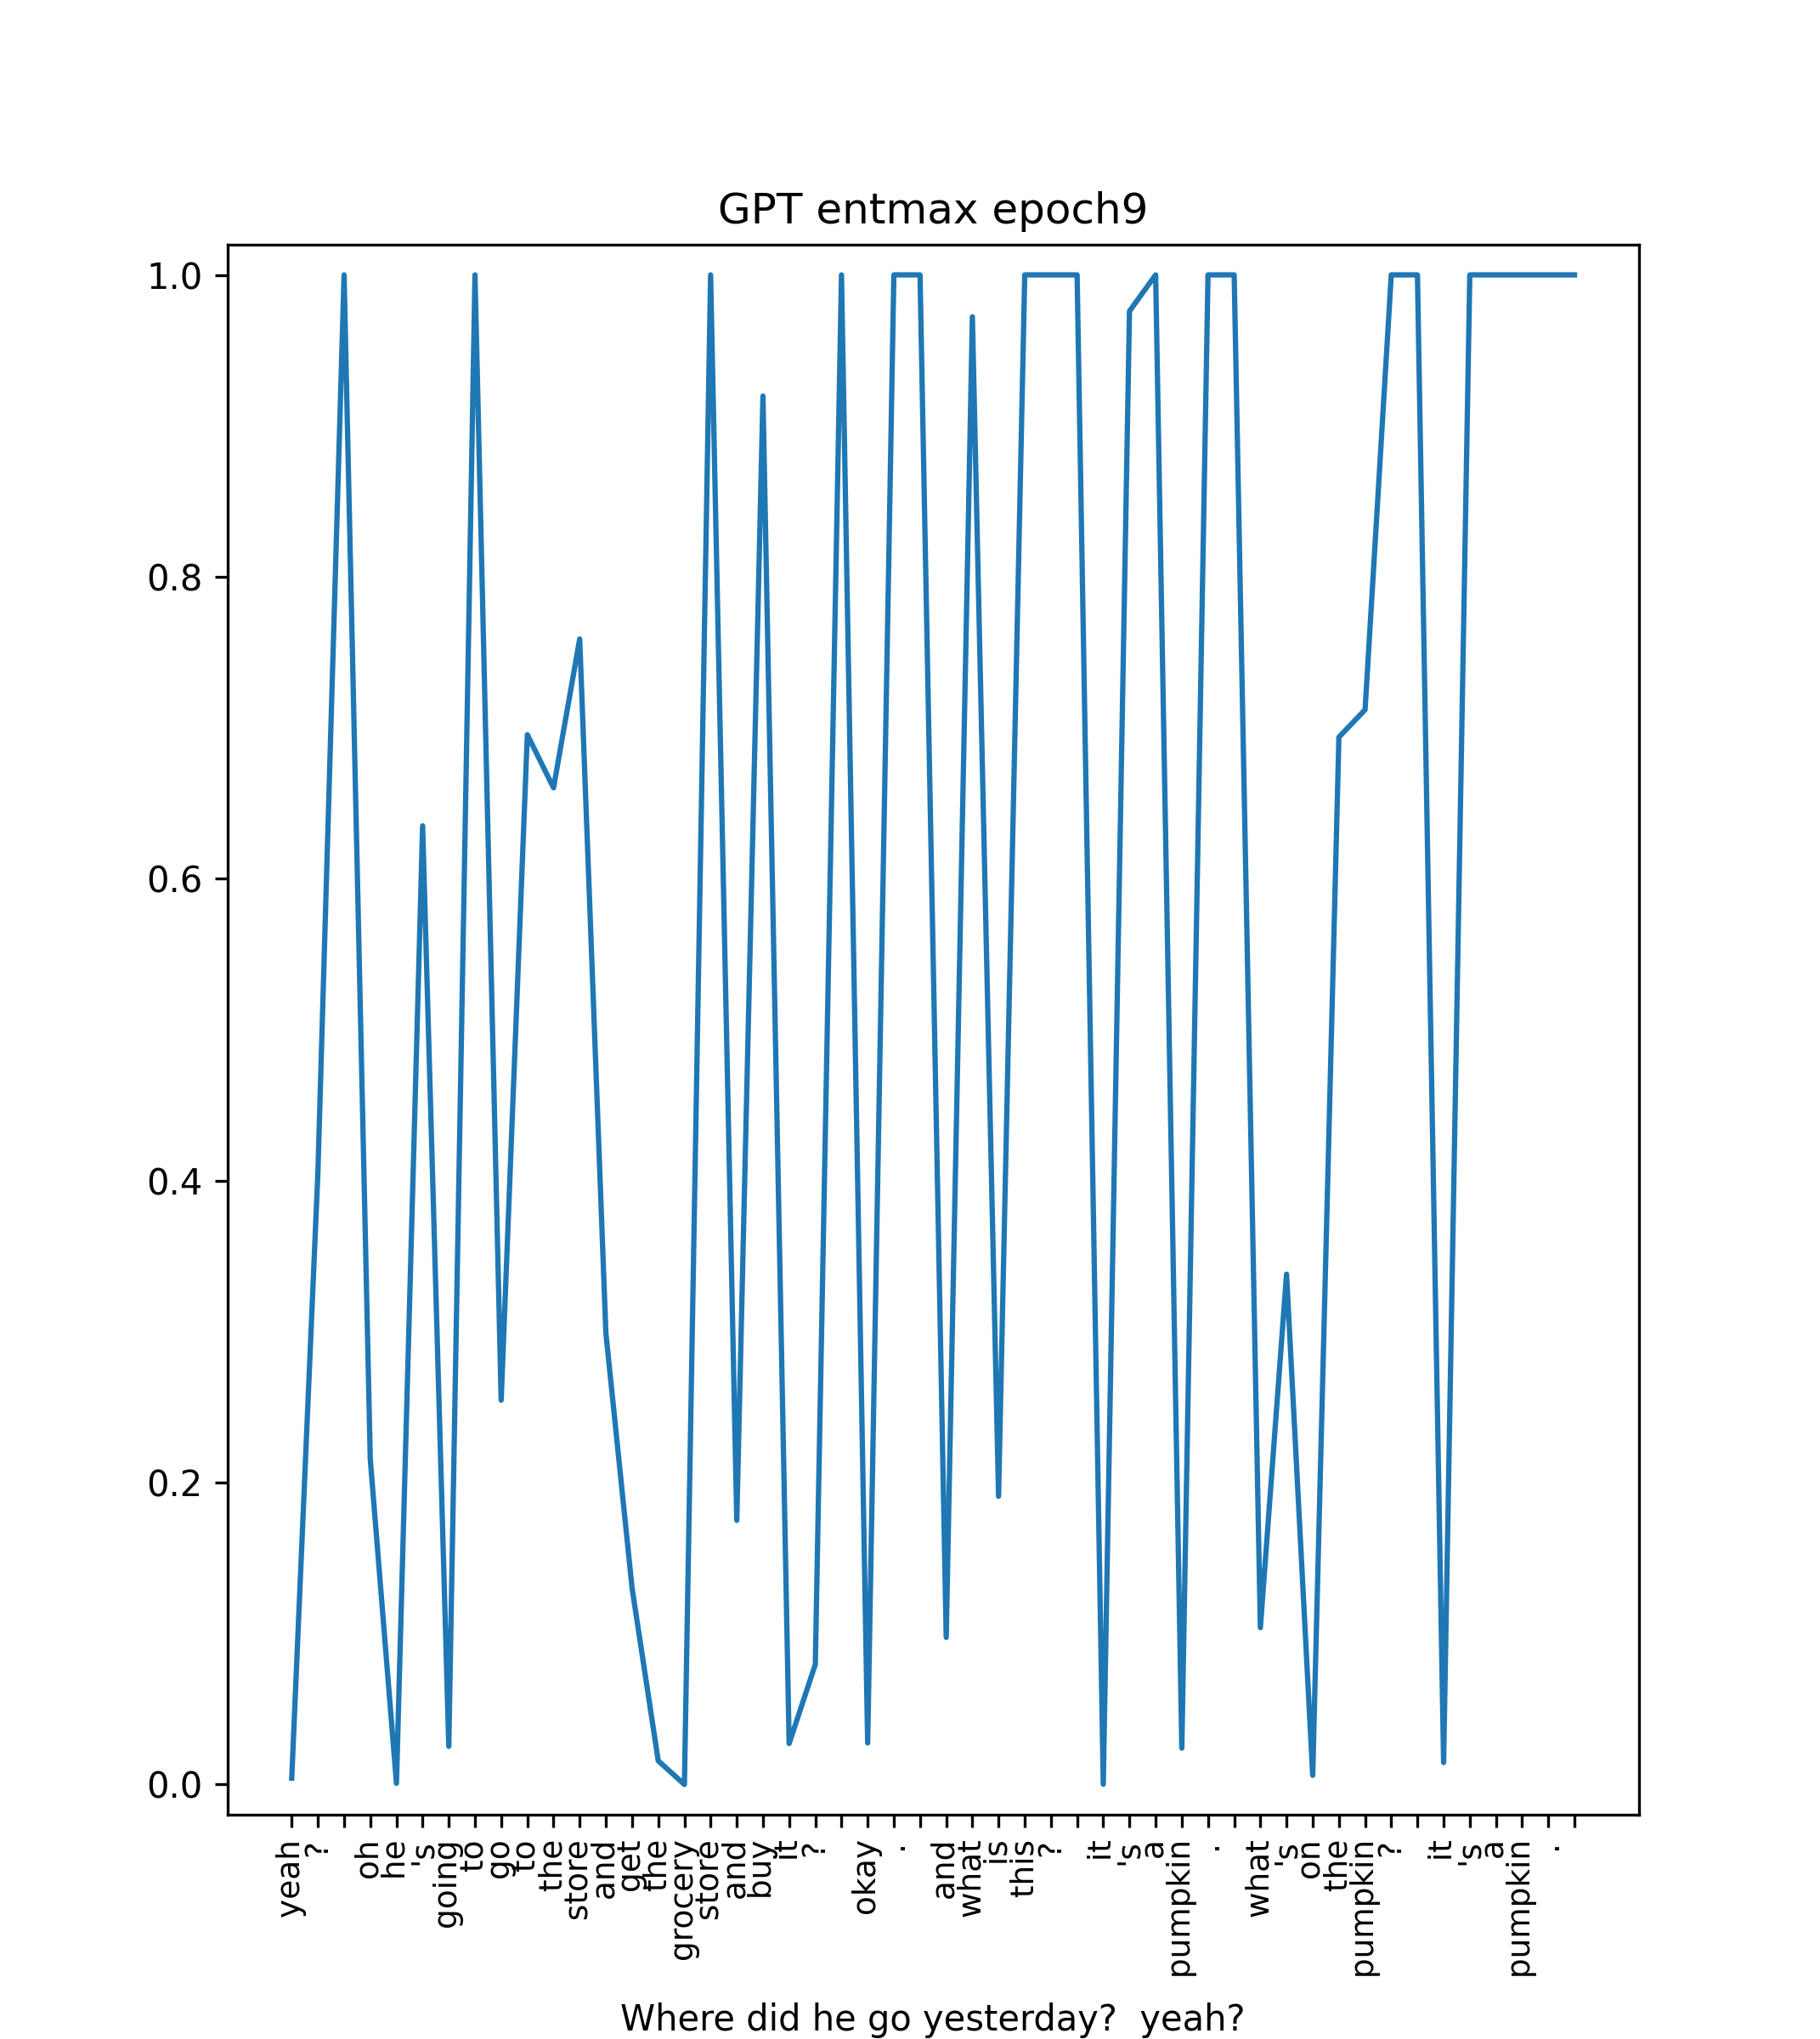 GPT entmax epoch9
1.0
0.8
0.6
0.4
0.2
0.0
yeah ? oh he 's going to go to the store and get the grocery store and buy it ? okay . and what is this ? it 's a pumpkin . what 's on the pumpkin ? it 's a pumpkin .
Where did he go yesterday?  yeah?